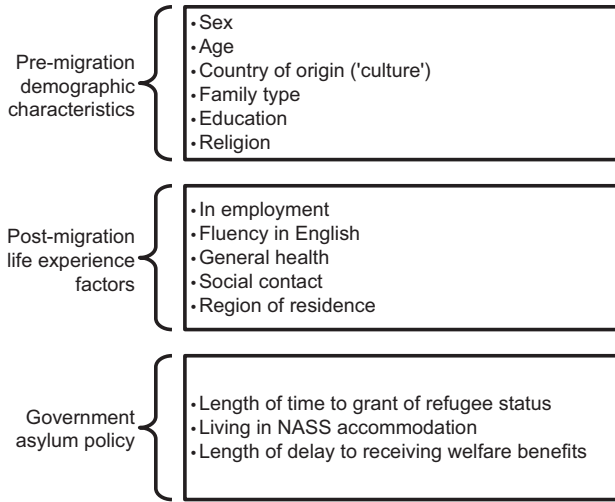 Pre-migration
demographic
characteristics
• Sex
• Age
• Country of origin ('culture')
• Family type
• Education
• Religion
Post-migration
life experience
factors
• In employment
• Fluency in English
• General health
• Social contact
• Region of residence
Government
asylum policy
• Length of time to grant of refugee status
• Living in NASS accommodation
• Length of delay to receiving welfare benefits